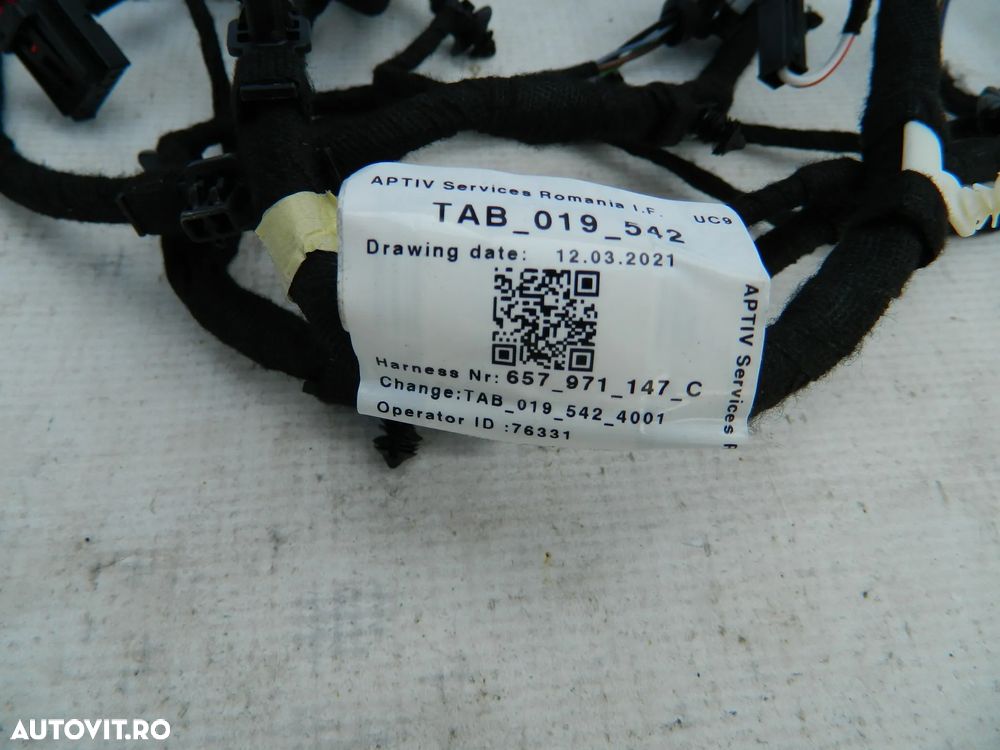 APTIV Services Romania I.F. UC9
TAB_019_542
Drawing date: 12.03.2021
Harness Nr: 657_971_147_C
Change:TAB_019_542_4001
Operator ID :76331
APTIV Services R
AUTOVIT.RO